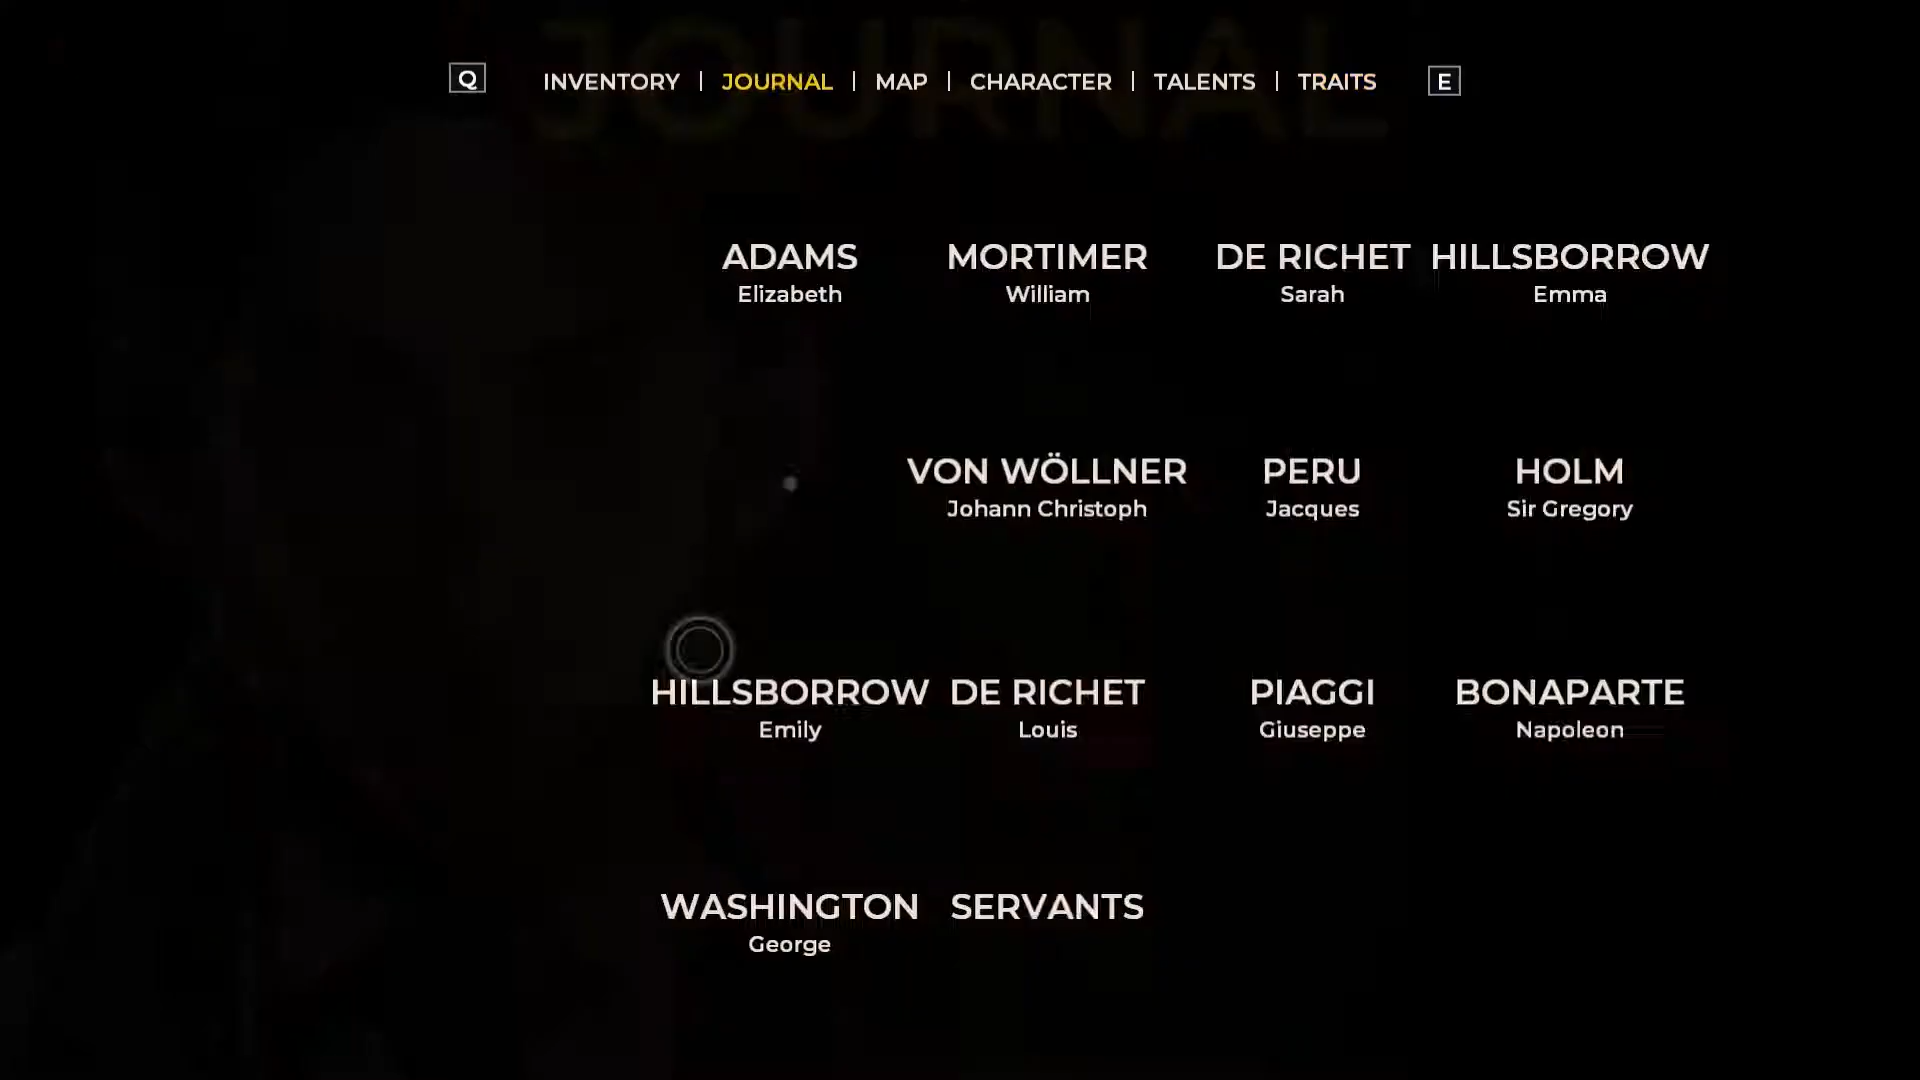 JOURNAL
Q INVENTORY | JOURNAL | MAP | CHARACTER | TALENTS | TRAITS E
ADAMS MORTIMER DE RICHET HILLSBORROW
Elizabeth William Sarah Emma
VON WÖLLNER PERU HOLM
Johann Christoph Jacques Sir Gregory
HILLSBORROW DE RICHET PIAGGI BONAPARTE
Emily Louis Giuseppe Napoleon
WASHINGTON SERVANTS
George